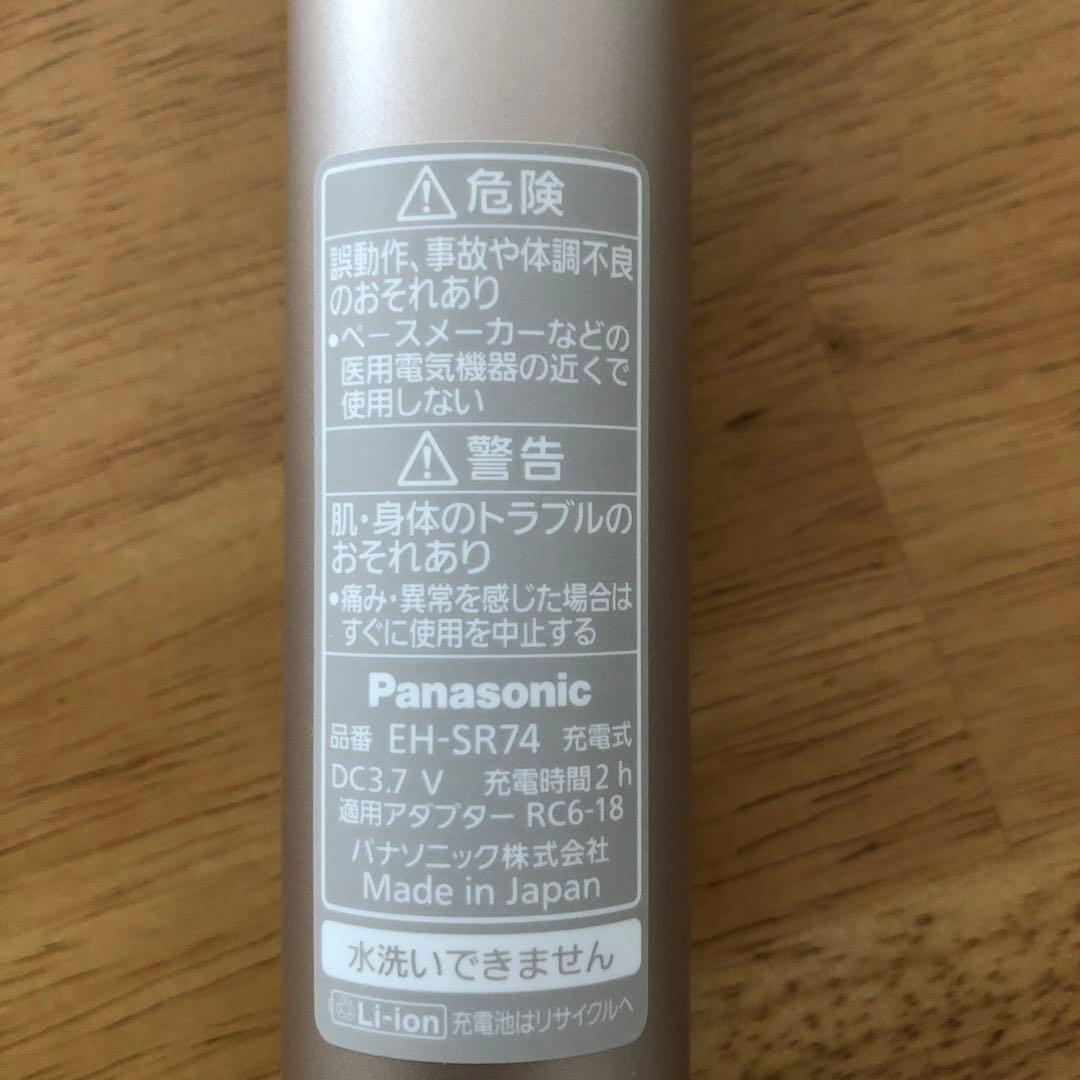 危険
誤動作、事故や体調不良
のおそれあり
•ペースメーカーなどの
医用電気機器の近くで
使用しない
警告
肌・身体のトラブルの
おそれあり
•痛み・異常を感じた場合は
すぐに使用を中止する
Panasonic
品番 EH-SR74 充電式
DC3.7 V 充電時間2h
適用アダプター RC6-18
パナソニック株式会社
Made in Japan
水洗いできません
Li-ion 充電池はリサイクルへ